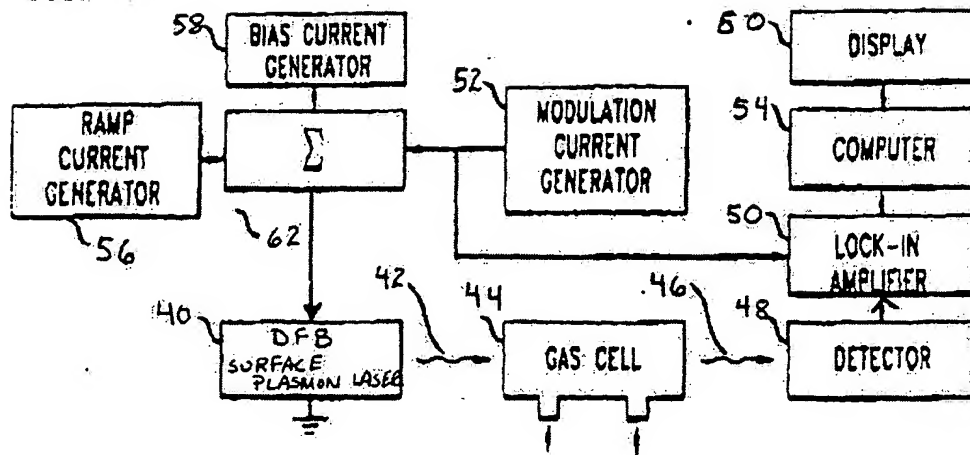 58
BIAS CURRENT
GENERATOR
RAMP
CURRENT
GENERATOR
56
Σ
62
52
MODULATION
CURRENT
GENERATOR
DISPLAY
54
COMPUTER
50
LOCK-IN
AMPLIFIER
40
DFB
SURFACE
PLASMON LASER
42
44
GAS CELL
46
48
DETECTOR